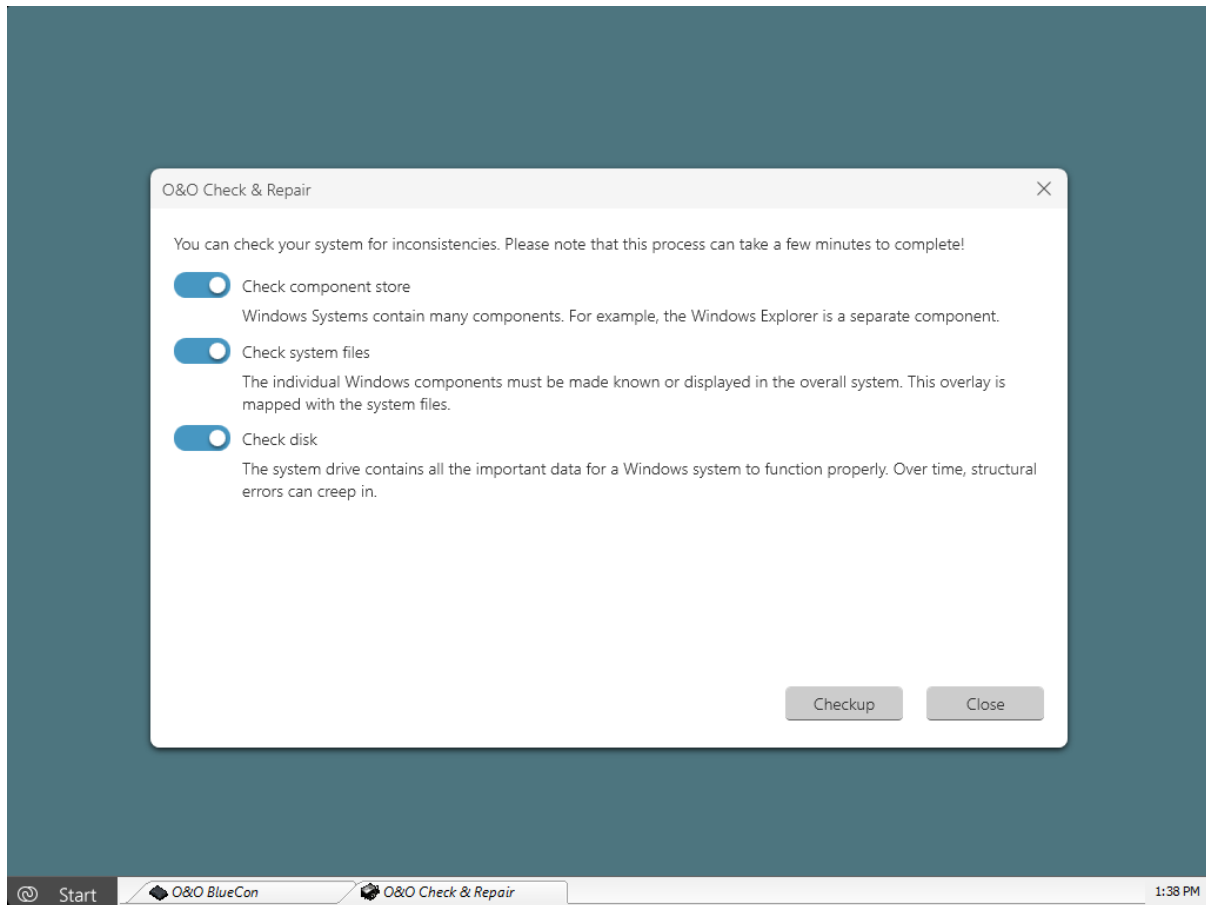 O&O Check & Repair
You can check your system for inconsistencies. Please note that this process can take a few minutes to complete!
Check component store
Windows Systems contain many components. For example, the Windows Explorer is a separate component.
Check system files
The individual Windows components must be made known or displayed in the overall system. This overlay is
mapped with the system files.
Check disk
The system drive contains all the important data for a Windows system to function properly. Over time, structural
errors can creep in.
Checkup Close
Start O&O BlueCon O&O Check & Repair 1:38 PM